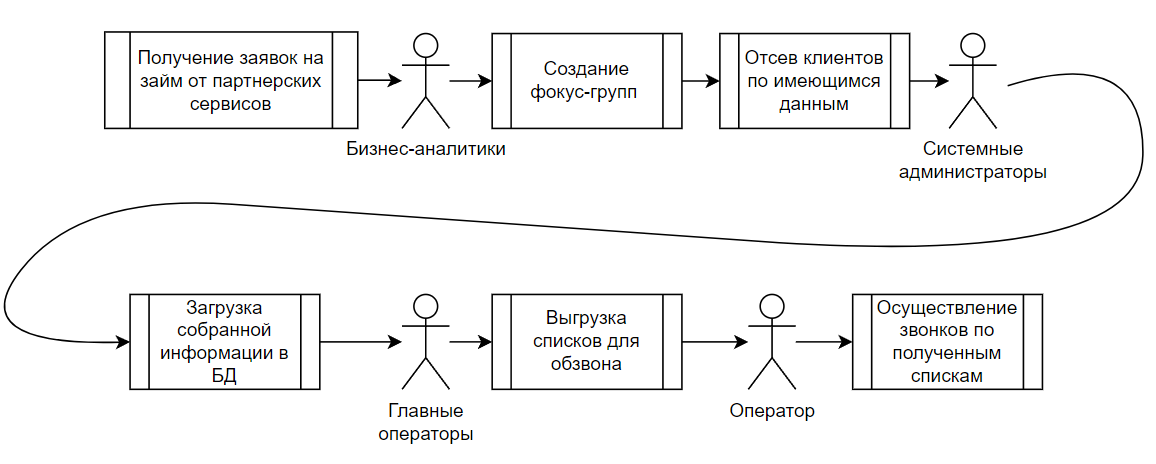 Получение заявок на
займ от партнерских
сервисов
Бизнес-аналитики
Создание
фокус-групп
Отсев клиентов
по имеющимся
данным
Системные
администраторы
Загрузка
собранной
информации в
БД
Главные
операторы
Выгрузка
списков для
обзвона
Оператор
Осуществление
звонков по
полученным
спискам